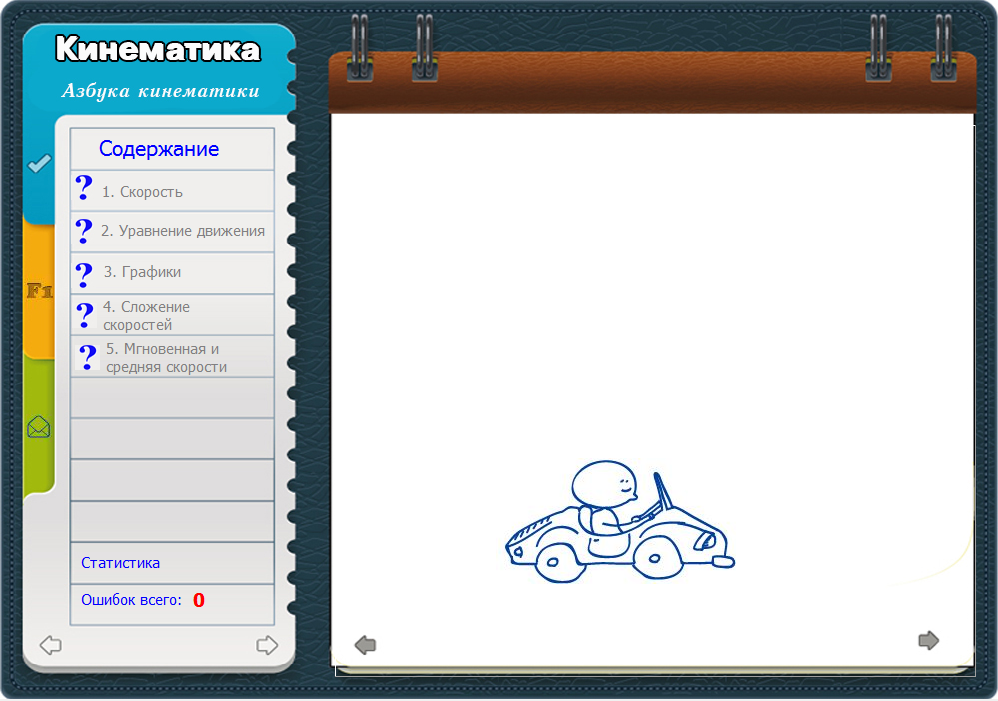 Кинематика
Азбука кинематики
Содержание
? 1. Скорость
? 2. Уравнение движения
? 3. Графики
? 4. Сложение
скоростей
? 5. Мгновенная и
средняя скорости
F1
Статистика
Ошибок всего: 0